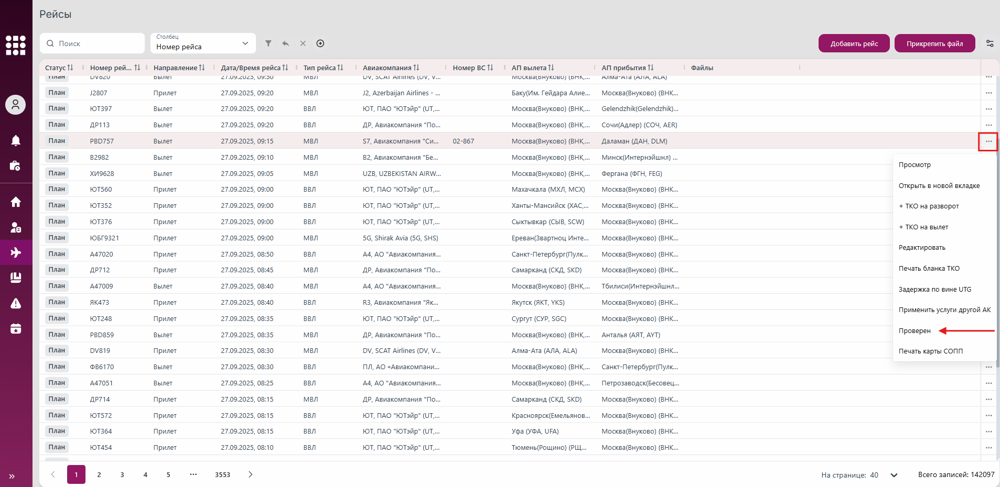 Рейсы
Поиск
Столбец
Номер рейса
Добавить рейс
Прикрепить файл
Статус Номер рей... Направление Дата/Время рейса Тип рейса Авиакомпания Номер ВС АП вылета АП прибытия Файлы
План DV820 Вылет 27.09.2025, 09:50 МВЛ DV, SCAT Airlines (DV, V... Москва(Внуково) (ВНК,... Алма-Ата (АЛА, ALA) ...
План J2807 Прилет 27.09.2025, 09:20 МВЛ J2, Azerbaijan Airlines - ... Баку(Им. Гейдара Алие... Москва(Внуково) (ВНК... ...
План ЮТ397 Вылет 27.09.2025, 09:20 ВВЛ ЮТ, ПАО "ЮТэйр" (UT,... Москва(Внуково) (ВНК,... Gelendzhik(Gelendzhik)... ...
План ДР113 Вылет 27.09.2025, 09:20 ВВЛ ДР, Авиакомпания "По... Москва(Внуково) (ВНК,... Сочи(Адлер) (СОЧ, AER) ...
План PBD757 Вылет 27.09.2025, 09:15 МВЛ S7, Авиакомпания "Си... 02-867 Москва(Внуково) (ВНК,... Даламан (ДАН, DLM) ...
План B2982 Вылет 27.09.2025, 09:10 МВЛ B2, Авиакомпания "Бе... Москва(Внуково) (ВНК,... Минск(Интернэйшнл) ...
План ХИ9628 Вылет 27.09.2025, 09:05 МВЛ UZB, UZBEKISTAN AIRW... Москва(Внуково) (ВНК,... Фергана (ФГН, FEG)
План ЮТ560 Прилет 27.09.2025, 09:00 ВВЛ ЮТ, ПАО "ЮТэйр" (UT,... Махачкала (МХЛ, MCX) Москва(Внуково) (ВНК...
План ЮТ352 Прилет 27.09.2025, 09:00 ВВЛ ЮТ, ПАО "ЮТэйр" (UT,... Ханты-Мансийск (ХАС,... Москва(Внуково) (ВНК...
План ЮТ376 Прилет 27.09.2025, 09:00 ВВЛ ЮТ, ПАО "ЮТэйр" (UT,... Сыктывкар (СЫВ, SCW) Москва(Внуково) (ВНК...
План ЮБГ9321 Прилет 27.09.2025, 09:00 МВЛ 5G, Shirak Avia (5G, SHS) Ереван(Звартноц Инте... Москва(Внуково) (ВНК...
План А47020 Прилет 27.09.2025, 08:50 ВВЛ А4, АО "Авиакомпания... Санкт-Петербург(Пулк... Москва(Внуково) (ВНК...
План ДР712 Прилет 27.09.2025, 08:45 МВЛ ДР, Авиакомпания "По... Самарканд (СКД, SKD) Москва(Внуково) (ВНК...
План А47009 Вылет 27.09.2025, 08:40 МВЛ А4, АО "Авиакомпания... Москва(Внуково) (ВНК,... Тбилиси(Интернэйшнл...
План ЯК473 Прилет 27.09.2025, 08:40 ВВЛ R3, Авиакомпания "Як... Якутск (ЯКТ, YKS) Москва(Внуково) (ВНК...
План ЮТ248 Прилет 27.09.2025, 08:35 ВВЛ ЮТ, ПАО "ЮТэйр" (UT,... Сургут (СУР, SGC) Москва(Внуково) (ВНК...
План PBD859 Вылет 27.09.2025, 08:35 МВЛ ДР, Авиакомпания "По... Москва(Внуково) (ВНК,... Анталья (АЯТ, AYT)
План DV819 Прилет 27.09.2025, 08:30 МВЛ DV, SCAT Airlines (DV, V... Алма-Ата (АЛА, ALA) Москва(Внуково) (ВНК...
План ФВ6170 Вылет 27.09.2025, 08:30 ВВЛ ПЛ, АО «Авиакомпани... Москва(Внуково) (ВНК,... Санкт-Петербург(Пулк... ...
План А47051 Вылет 27.09.2025, 08:25 ВВЛ А4, АО "Авиакомпания... Москва(Внуково) (ВНК,... Петрозаводск(Бесовец... ...
План ДР714 Прилет 27.09.2025, 08:15 МВЛ ДР, Авиакомпания "По... Самарканд (СКД, SKD) Москва(Внуково) (ВНК... ...
План ЮТ572 Прилет 27.09.2025, 08:15 ВВЛ ЮТ, ПАО "ЮТэйр" (UT,... Красноярск(Емельянов... Москва(Внуково) (ВНК... ...
План ЮТ364 Прилет 27.09.2025, 08:15 ВВЛ ЮТ, ПАО "ЮТэйр" (UT,... Уфа (УФА, UFA) Москва(Внуково) (ВНК... ...
План ЮТ454 Прилет 27.09.2025, 08:10 ВВЛ ЮТ, ПАО "ЮТэйр" (UT,... Тюмень(Рощино) (РЩ... Москва(Внуково) (ВНК... ...
Просмотр
Открыть в новой вкладке
+ ТКО на разворот
+ ТКО на вылет
Редактировать
Печать бланка ТКО
Задержка по вине UTG
Применить услуги другой АК
Проверен
Печать карты СОПП
1 2 3 4 5 ... 3553
На странице: 40
Всего записей: 142097